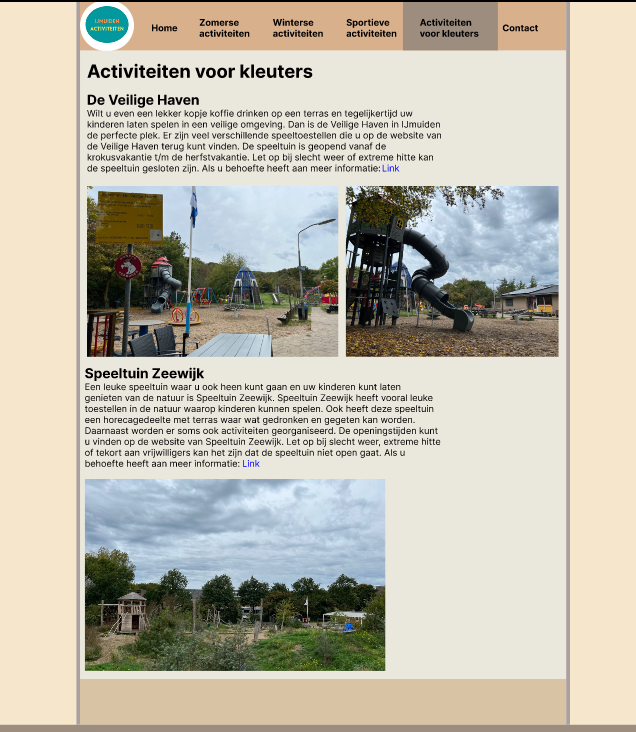 IJMUIDEN
ACTIVITEITEN
Home
Zomerse
activiteiten
Winterse
activiteiten
Sportieve
activiteiten
Activiteiten
voor kleuters
Contact
Activiteiten voor kleuters
De Veilige Haven
Wilt u even een lekker kopje koffie drinken op een terras en tegelijkertijd uw
kinderen laten spelen in een veilige omgeving. Dan is de Veilige Haven in IJmuiden
de perfecte plek. Er zijn veel verschillende speeltoestellen die u op de website van
de Veilige Haven terug kunt vinden. De speeltuin is geopend vanaf de
krokusvakantie t/m de herfstvakantie. Let op bij slecht weer of extreme hitte kan
de speeltuin gesloten zijn. Als u behoefte heeft aan meer informatie: Link
Speeltuin Zeewijk
Een leuke speeltuin waar u ook heen kunt gaan en uw kinderen kunt laten
genieten van de natuur is Speeltuin Zeewijk. Speeltuin Zeewijk heeft vooral leuke
toestellen in de natuur waarop kinderen kunnen spelen. Ook heeft deze speeltuin
een horecagedeelte met terras waar wat gedronken en gegeten kan worden.
Daarnaast worden er soms ook activiteiten georganiseerd. De openingstijden kunt
u vinden op de website van Speeltuin Zeewijk. Let op bij slecht weer, extreme hitte
of tekort aan vrijwilligers kan het zijn dat de speeltuin niet open gaat. Als u
behoefte heeft aan meer informatie: Link